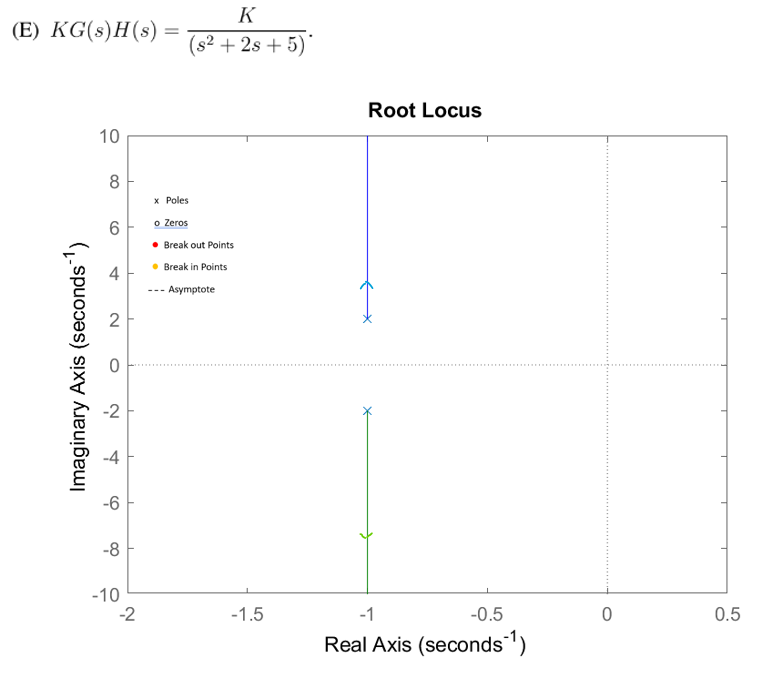 (E) KG(s)H(s) = K / (s² + 2s + 5).
Root Locus
10
8
6
4
2
0
-2
-4
-6
-8
-10
x Poles
o Zeros
Break out Points
Break in Points
--- Asymptote
Imaginary Axis (seconds⁻¹)
-2 -1.5 -1 -0.5 0 0.5
Real Axis (seconds⁻¹)